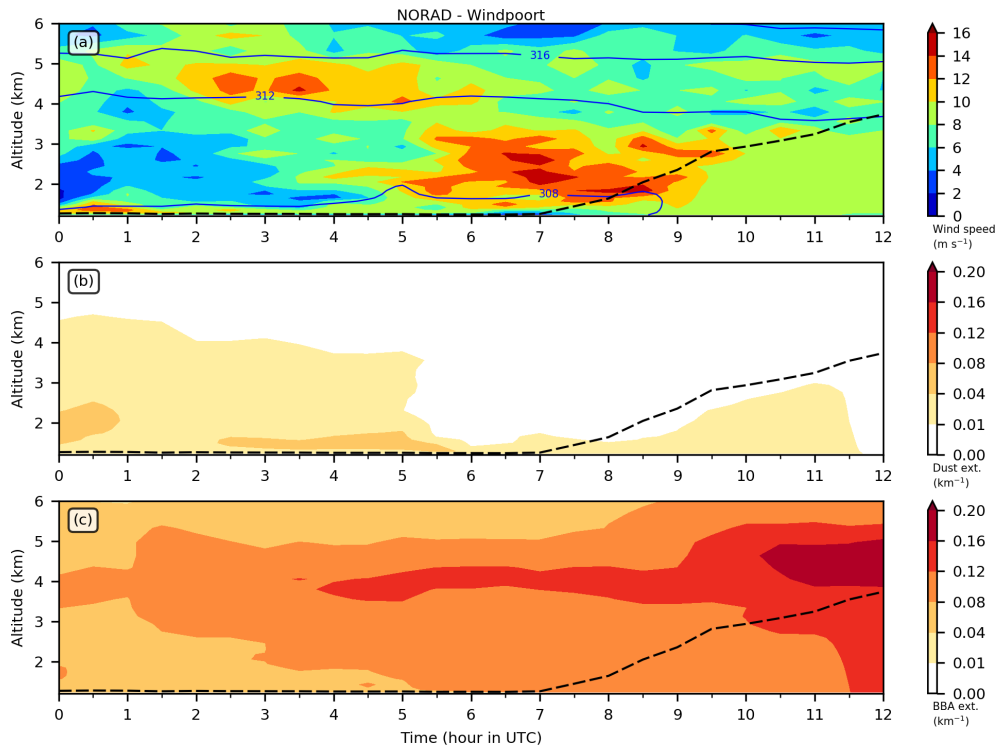 NORAD - Windpoort
(a)
Altitude (km)
6
5
4
3
2
316
312
308
0 1 2 3 4 5 6 7 8 9 10 11 12
16
14
12
10
8
6
4
2
0
Wind speed
(m s⁻¹)
(b)
Altitude (km)
6
5
4
3
2
0 1 2 3 4 5 6 7 8 9 10 11 12
0.20
0.16
0.12
0.08
0.04
0.01
0.00
Dust ext.
(km⁻¹)
(c)
Altitude (km)
6
5
4
3
2
0 1 2 3 4 5 6 7 8 9 10 11 12
Time (hour in UTC)
0.20
0.16
0.12
0.08
0.04
0.01
0.00
BBA ext.
(km⁻¹)